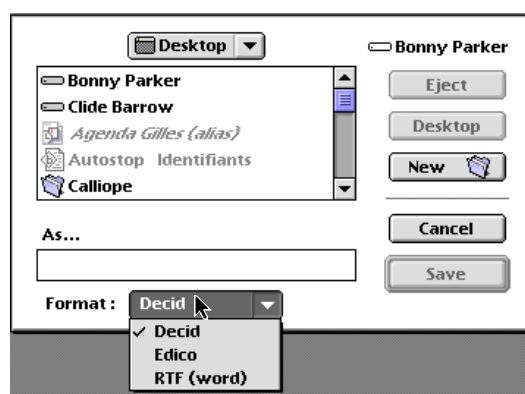 Desktop
Bonny Parker
Bonny Parker
Eject
Clide Barrow
Agenda Gilles (alias)
Desktop
Autostop Identifiants
New
Calliope
As...
Cancel
Save
Format : Decid
✓ Decid
Edico
RTF (word)